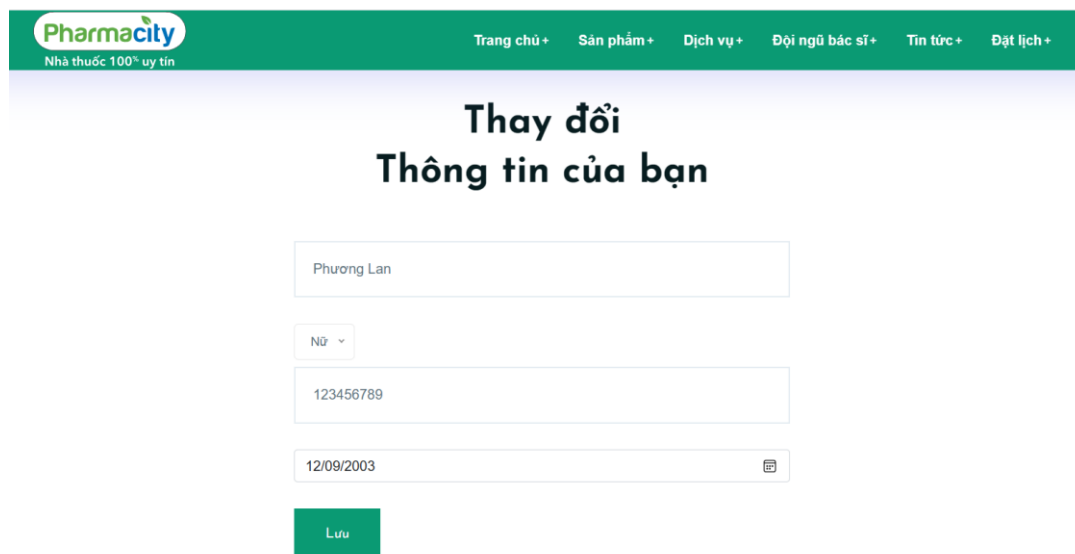 Pharmacity
Nhà thuốc 100% uy tín
Trang chủ+ Sản phẩm+ Dịch vụ+ Đội ngũ bác sĩ+ Tin tức+ Đặt lịch+
Thay đổi
Thông tin của bạn
Phương Lan
Nữ
123456789
12/09/2003
Lưu